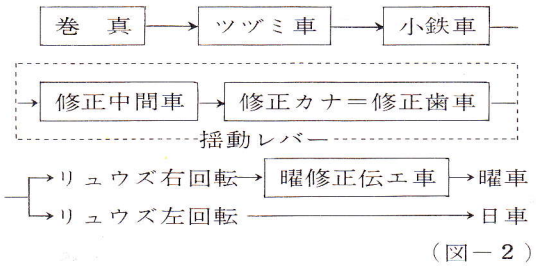 巻 真 ツヅミ車 小鉄車
修正中間車 修正カナ=修正歯車
揺動レバー
リュウズ右回転 曜修正伝エ車 曜車
リュウズ左回転 日車
(図-2)